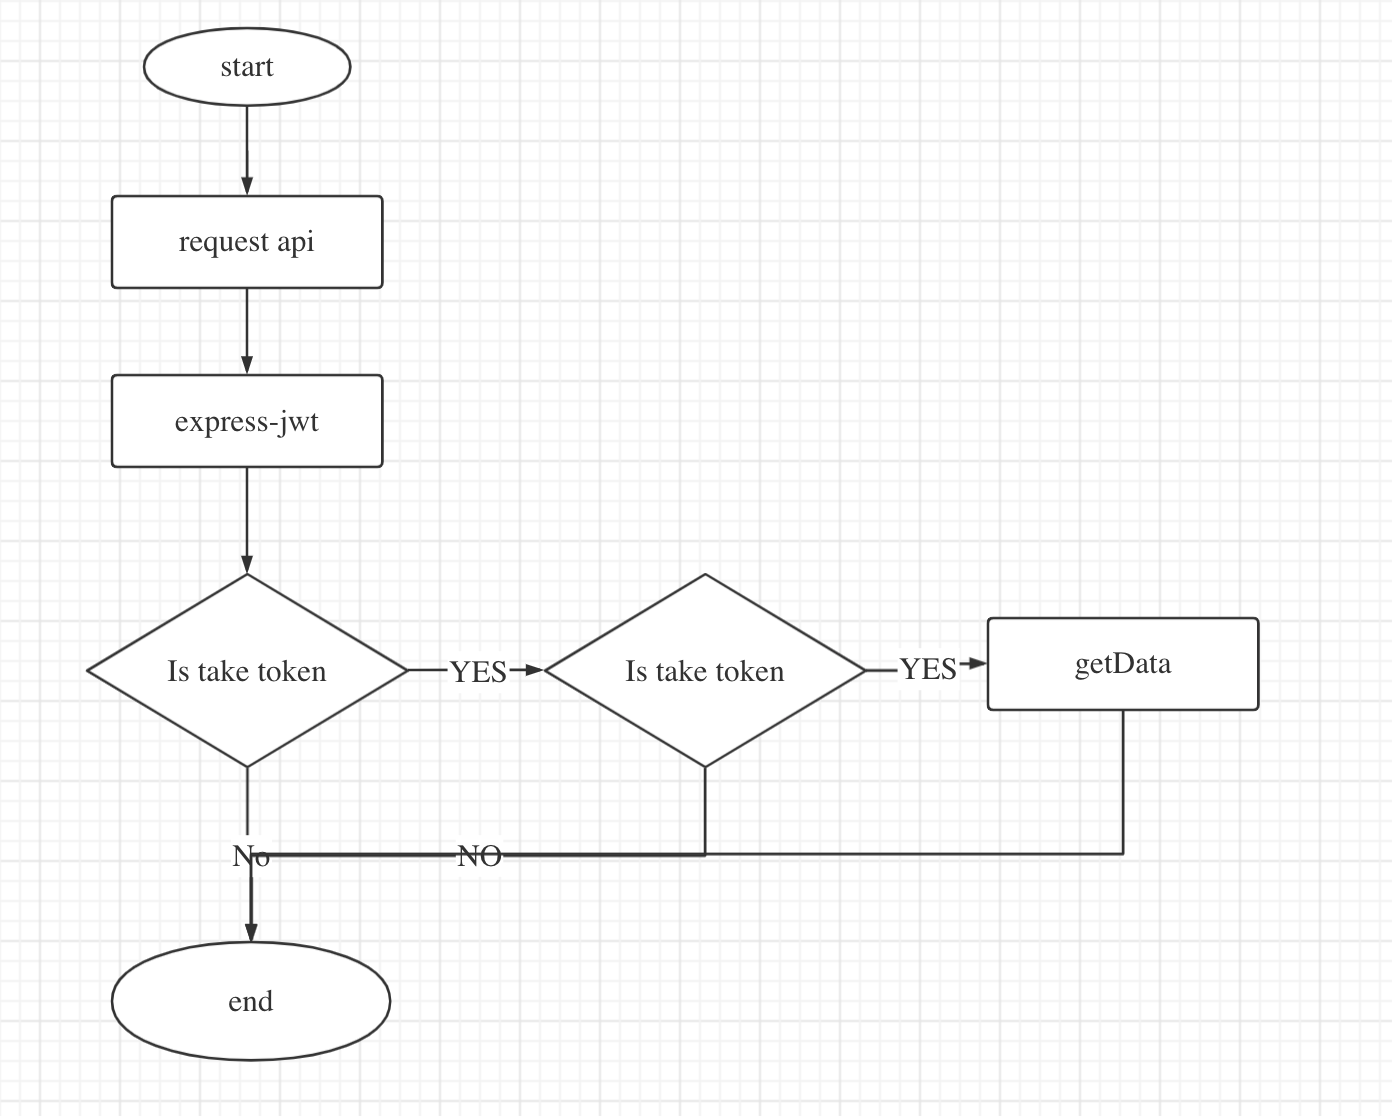 start
request api
express-jwt
Is take token
YES
Is take token
YES
getData
No
NO
end